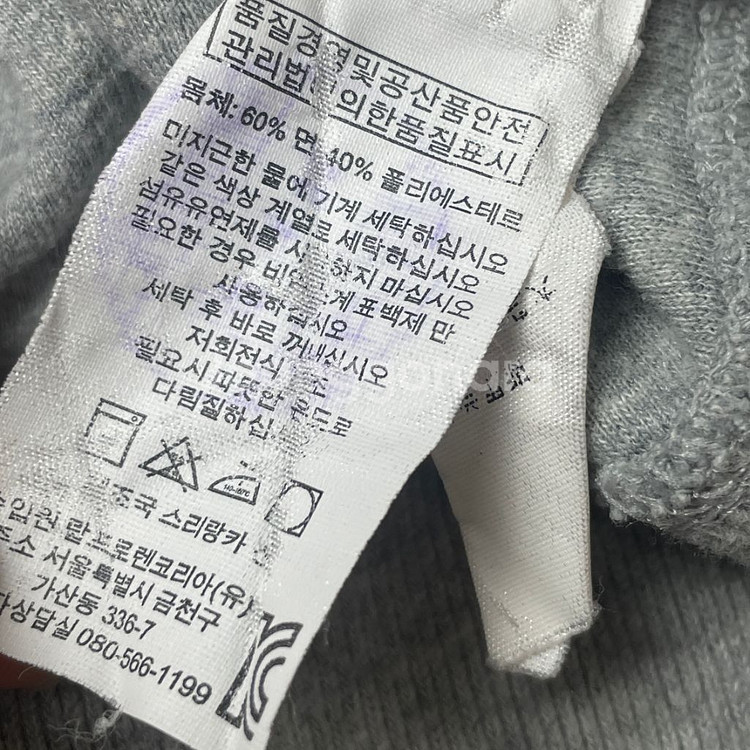 품질경영및공산품안전
관리법에의한품질표시
몸체: 60% 면 40% 폴리에스테르
미지근한 물에 기계 세탁하십시오
같은 색상 계열로 세탁하십시오
섬유유연제를 사용하지 마십시오
필요한 경우 비염소계 표백제 만
사용하십시오
세탁 후 바로 꺼내십시오
저회전식 건조
필요시 따뜻한 온도로
다림질하십시오
140-160℃
제조국 스리랑카
수입원 랄프로렌코리아(유)
주소 서울특별시 금천구
가산동 336-7
상담실 080-566-1199